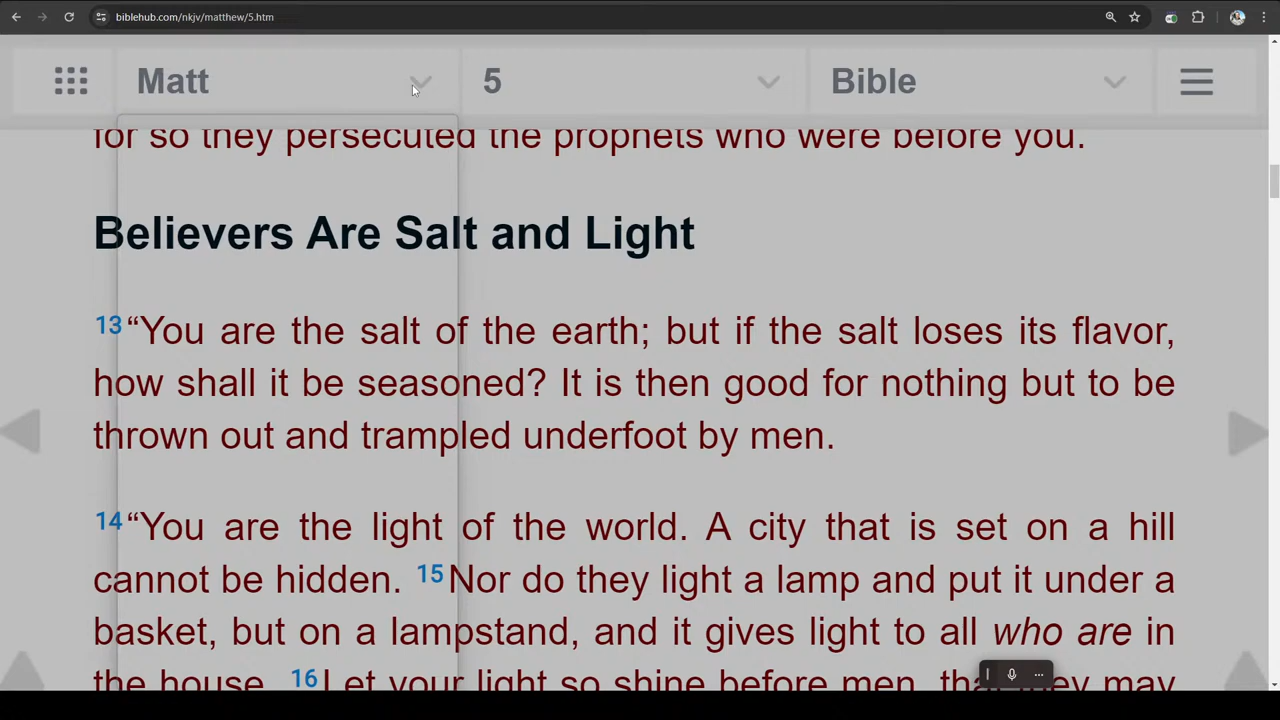 biblehub.com/nkjv/matthew/5.htm
Matt 5 Bible
for so they persecuted the prophets who were before you.
Believers Are Salt and Light
13 “You are the salt of the earth; but if the salt loses its flavor,
how shall it be seasoned? It is then good for nothing but to be
thrown out and trampled underfoot by men.
14 “You are the light of the world. A city that is set on a hill
cannot be hidden. 15 Nor do they light a lamp and put it under a
basket, but on a lampstand, and it gives light to all who are in
the house. 16 Let your light so shine before men, that they may